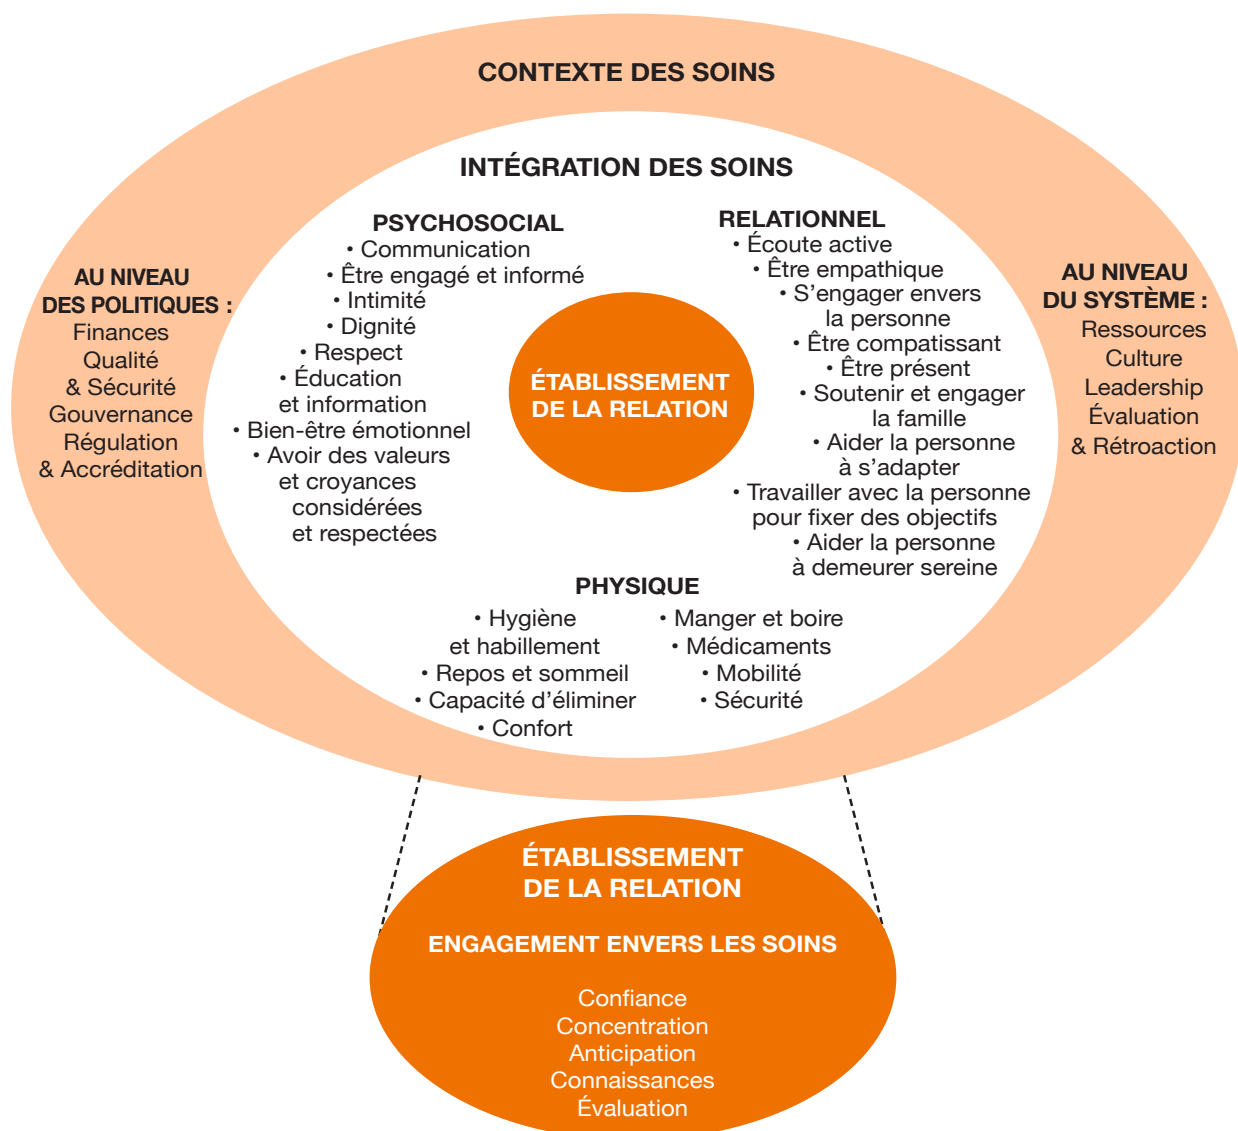 CONTEXTE DES SOINS
INTÉGRATION DES SOINS
AU NIVEAU
DES POLITIQUES :
Finances
Qualité
& Sécurité
Gouvernance
Régulation
& Accréditation
PSYCHOSOCIAL
• Communication
• Être engagé et informé
• Intimité
• Dignité
• Respect
• Éducation
et information
• Bien-être émotionnel
• Avoir des valeurs
et croyances
considérées
et respectées
ÉTABLISSEMENT
DE LA RELATION
RELATIONNEL
• Écoute active
• Être empathique
• S'engager envers
la personne
• Être compatissant
• Être présent
• Soutenir et engager
la famille
• Aider la personne
à s'adapter
• Travailler avec la personne
pour fixer des objectifs
• Aider la personne
à demeurer sereine
AU NIVEAU
DU SYSTÈME :
Ressources
Culture
Leadership
Évaluation
& Rétroaction
PHYSIQUE
• Hygiène
et habillement
• Repos et sommeil
• Capacité d'éliminer
• Confort
• Manger et boire
• Médicaments
• Mobilité
• Sécurité
ÉTABLISSEMENT
DE LA RELATION
ENGAGEMENT ENVERS LES SOINS
Confiance
Concentration
Anticipation
Connaissances
Évaluation